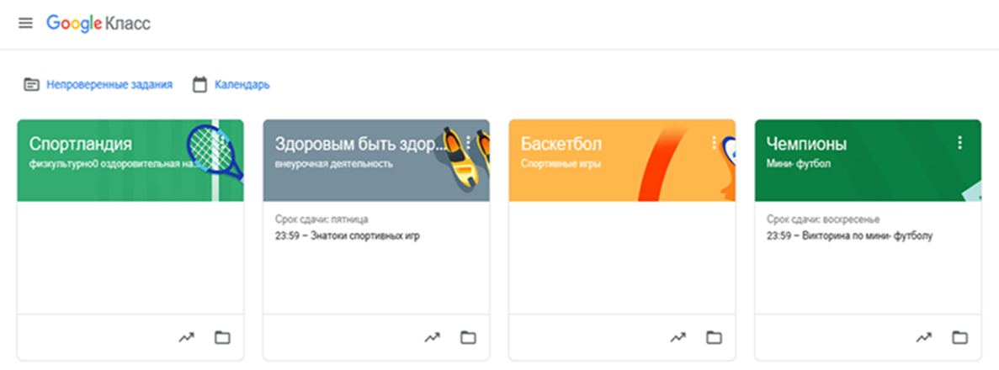 Google Класс
Непроверенные задания
Календарь
Спортландия
физкультурно0 оздоровительная на...
Здоровым быть здор...
внеурочная деятельность
Срок сдачи: пятница
23:59 – Знатоки спортивных игр
Баскетбол
Спортивные игры
Чемпионы
Мини- футбол
Срок сдачи: воскресенье
23:59 – Викторина по мини- футболу